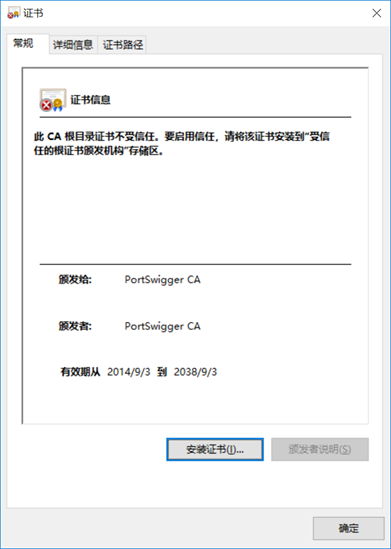 证书
常规 详细信息 证书路径
证书信息
此 CA 根目录证书不受信任。要启用信任，请将该证书安装到"受信
任的根证书颁发机构"存储区。
颁发给: PortSwigger CA
颁发者: PortSwigger CA
有效期从 2014/9/3 到 2038/9/3
安装证书(I)... 颁发者说明(S)
确定